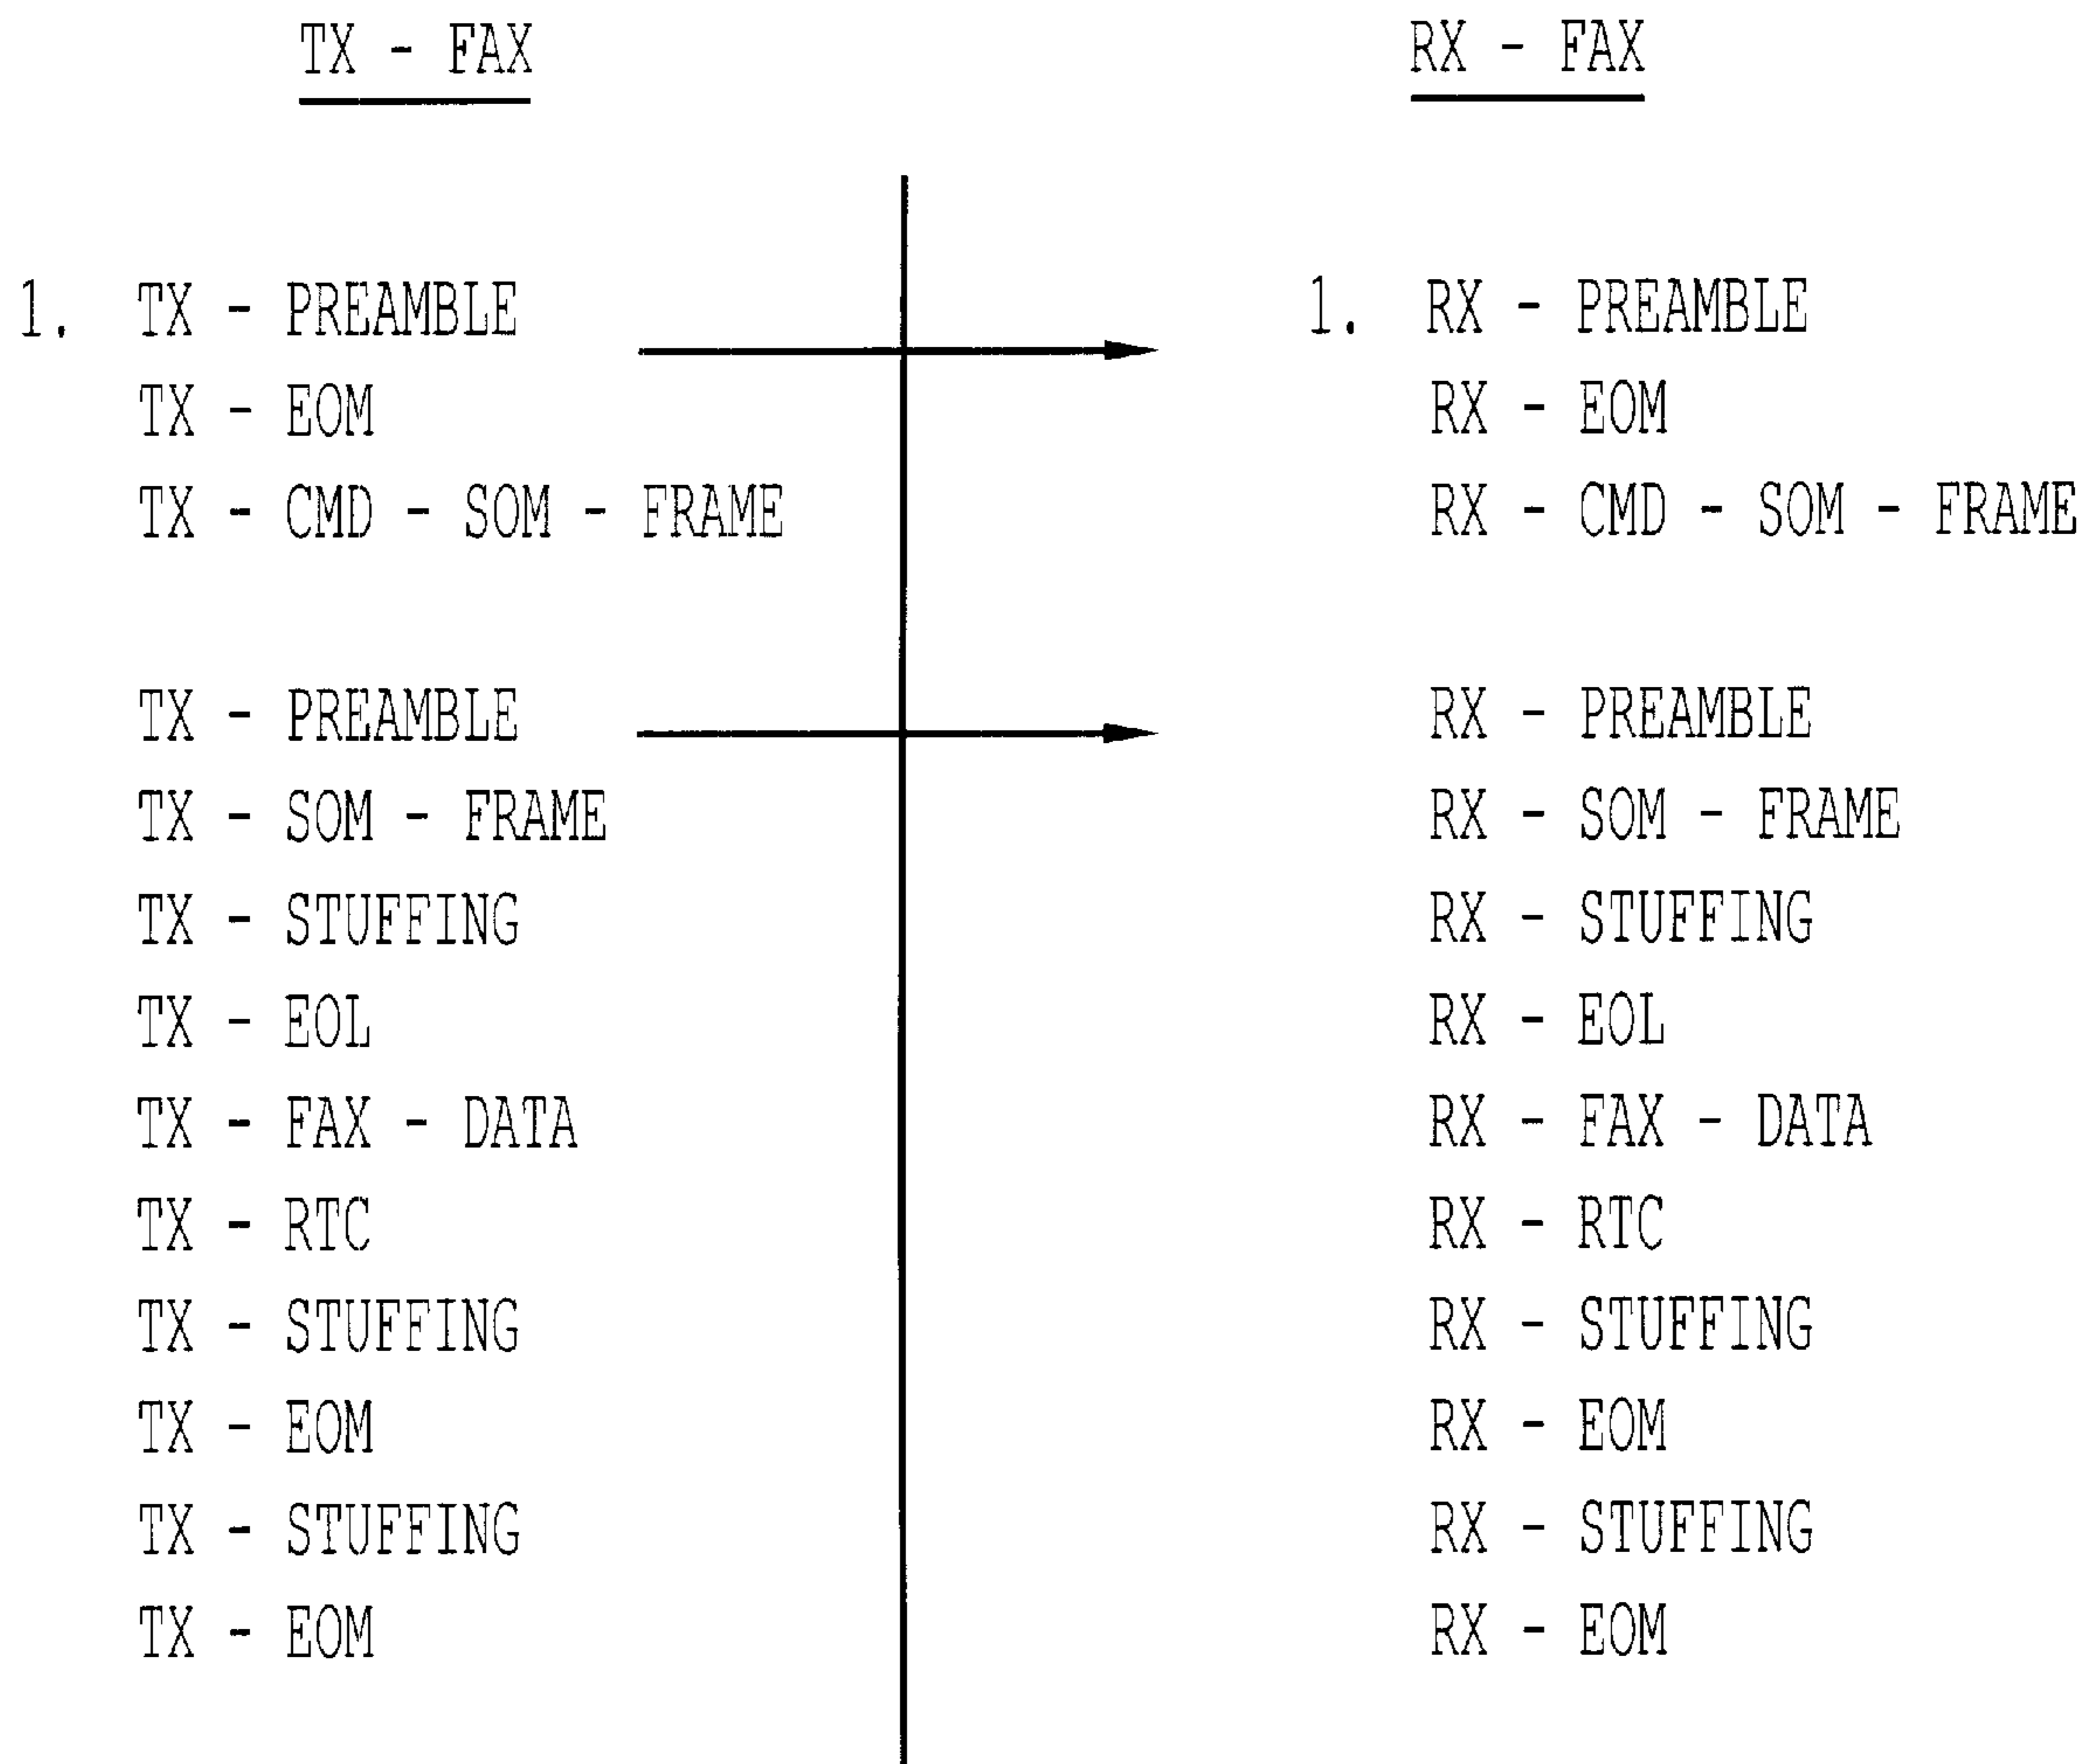 TX - FAX
RX - FAX
1. TX - PREAMBLE
1. RX - PREAMBLE
TX - EOM
RX - EOM
TX - CMD - SOM - FRAME
RX - CMD - SOM - FRAME
TX - PREAMBLE
RX - PREAMBLE
TX - SOM - FRAME
RX - SOM - FRAME
TX - STUFFING
RX - STUFFING
TX - EOL
RX - EOL
TX - FAX - DATA
RX - FAX - DATA
TX - RTC
RX - RTC
TX - STUFFING
RX - STUFFING
TX - EOM
RX - EOM
TX - STUFFING
RX - STUFFING
TX - EOM
RX - EOM